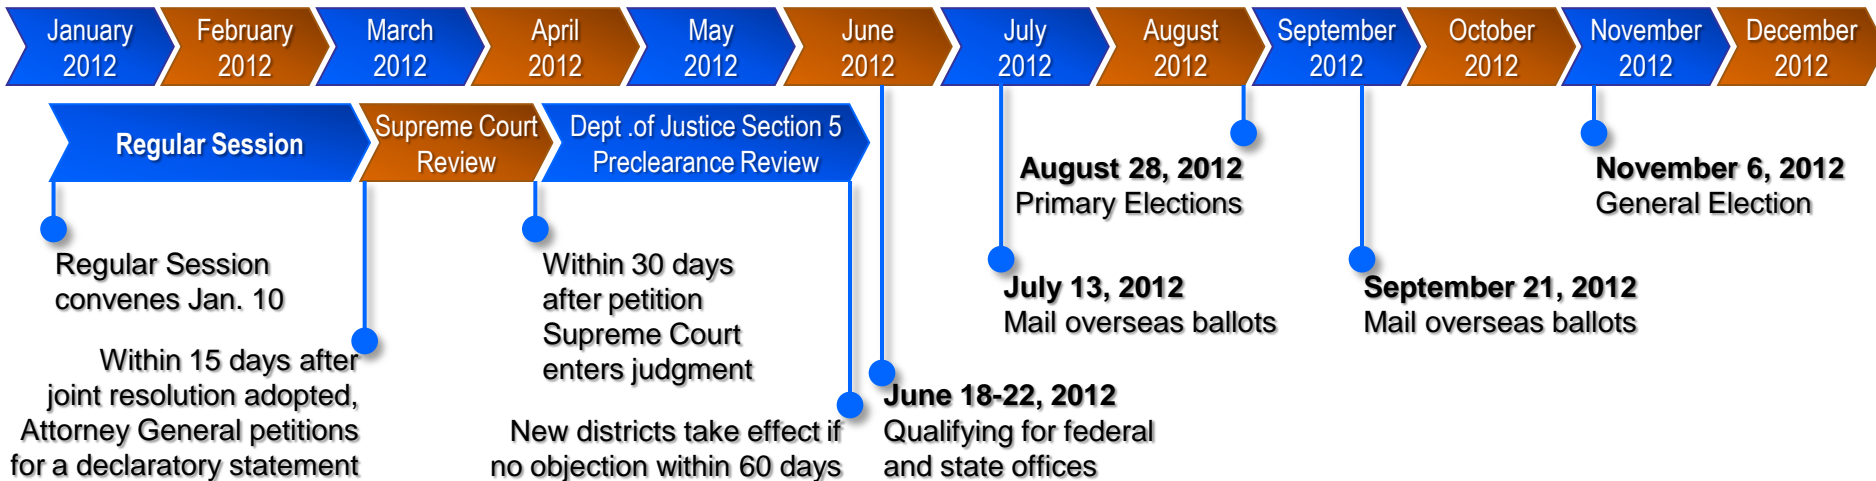 January
2012
February
2012
March
2012
April
2012
May
2012
June
2012
July
2012
August
2012
September
2012
October
2012
November
2012
December
2012
Regular Session
Supreme Court
Review
Dept .of Justice Section 5
Preclearance Review
Regular Session
convenes Jan. 10
Within 15 days after
joint resolution adopted,
Attorney General petitions
for a declaratory statement
Within 30 days
after petition
Supreme Court
enters judgment
New districts take effect if
no objection within 60 days
June 18-22, 2012
Qualifying for federal
and state offices
July 13, 2012
Mail overseas ballots
August 28, 2012
Primary Elections
September 21, 2012
Mail overseas ballots
November 6, 2012
General Election